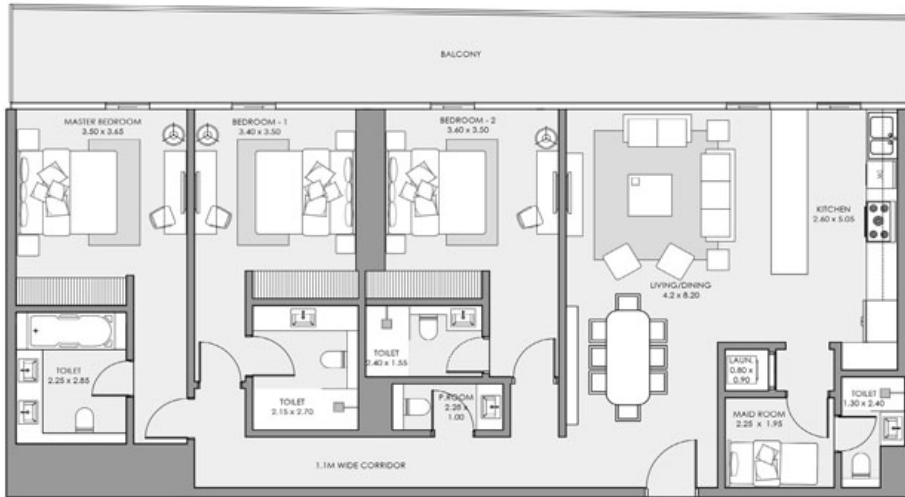 BALCONY
MASTER BEDROOM
3.50 x 3.65
BEDROOM - 1
3.40 x 3.50
BEDROOM - 2
3.60 x 3.50
KITCHEN
2.60 x 5.05
LIVING/DINING
4.2 x 8.20
TOILET
2.25 x 2.85
TOILET
2.15 x 2.70
TOILET
2.40 x 1.55
P.ROOM
2.28 x
1.00
LAUN.
0.80 x
0.90
TOILET
1.30 x 2.40
MAID ROOM
2.25 x 1.95
1.1M WIDE CORRIDOR